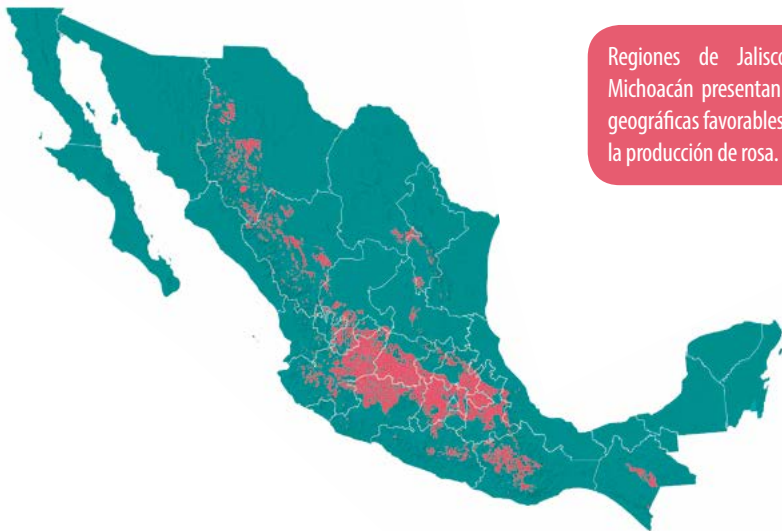 Regiones de Jalisco
Michoacán presentan
geográficas favorables
la producción de rosa.